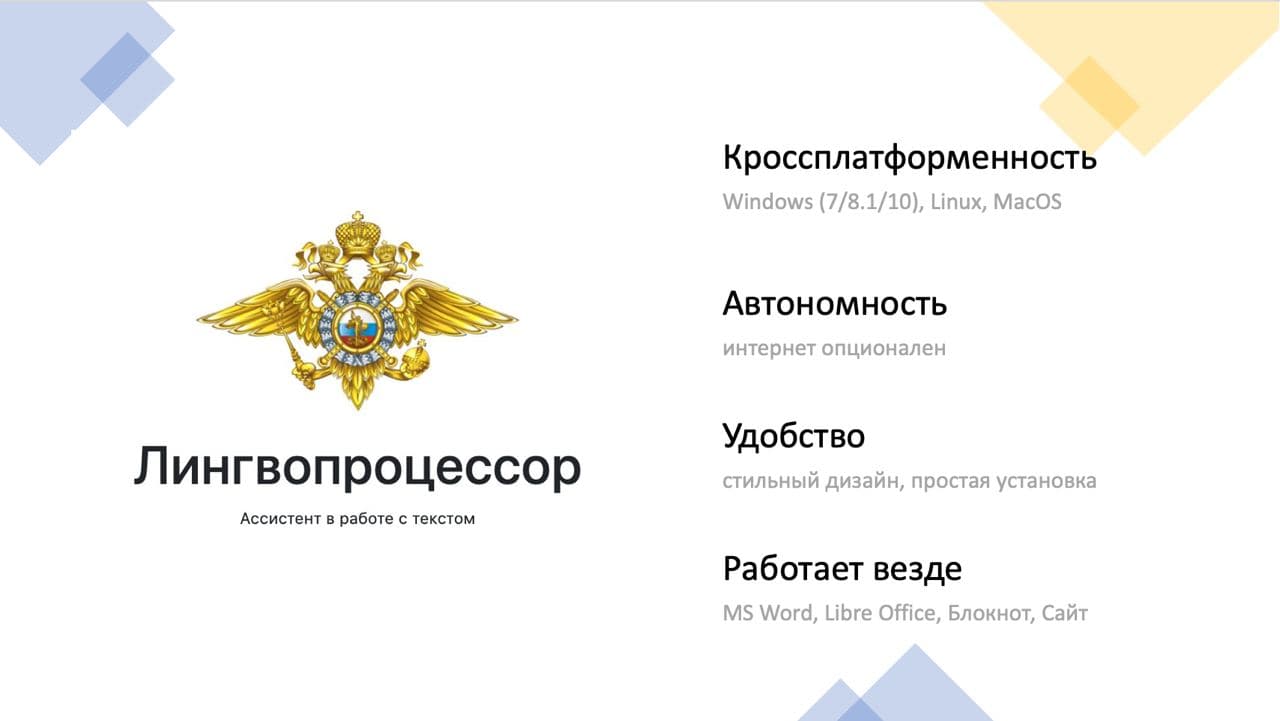 Лингвопроцессор
Ассистент в работе с текстом
Кроссплатформенность
Windows (7/8.1/10), Linux, MacOS
Автономность
интернет опционален
Удобство
стильный дизайн, простая установка
Работает везде
MS Word, Libre Office, Блокнот, Сайт